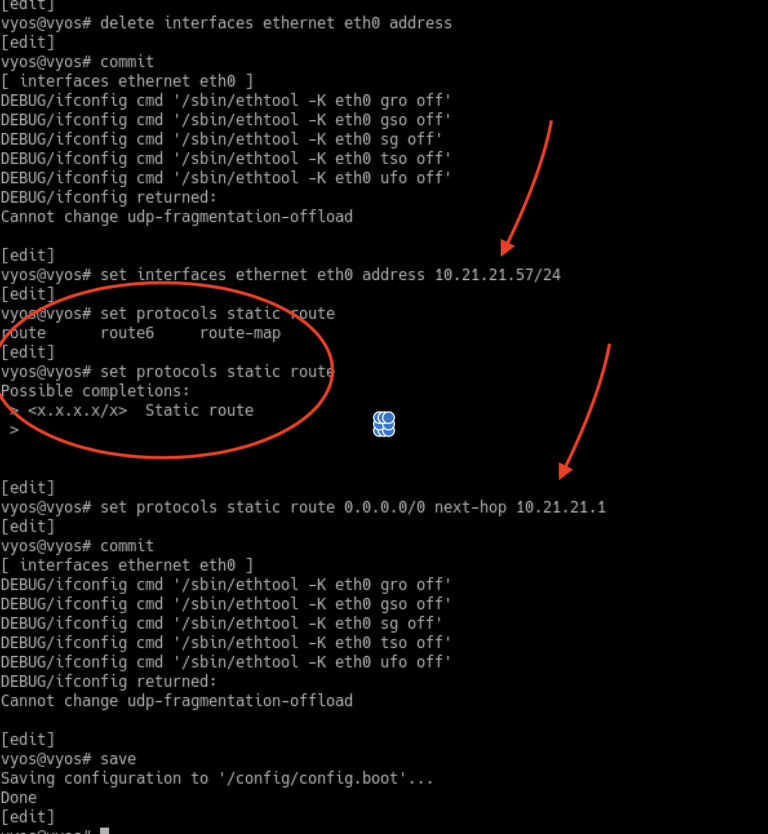 [edit]
vyos@vyos# delete interfaces ethernet eth0 address
[edit]
vyos@vyos# commit
[ interfaces ethernet eth0 ]
DEBUG/ifconfig cmd '/sbin/ethtool -K eth0 gro off'
DEBUG/ifconfig cmd '/sbin/ethtool -K eth0 gso off'
DEBUG/ifconfig cmd '/sbin/ethtool -K eth0 sg off'
DEBUG/ifconfig cmd '/sbin/ethtool -K eth0 tso off'
DEBUG/ifconfig cmd '/sbin/ethtool -K eth0 ufo off'
DEBUG/ifconfig returned:
Cannot change udp-fragmentation-offload
[edit]
vyos@vyos# set interfaces ethernet eth0 address 10.21.21.57/24
[edit]
vyos@vyos# set protocols static route
route route6 route-map
[edit]
vyos@vyos# set protocols static route
Possible completions:
> <x.x.x.x/x> Static route
>
[edit]
vyos@vyos# set protocols static route 0.0.0.0/0 next-hop 10.21.21.1
[edit]
vyos@vyos# commit
[ interfaces ethernet eth0 ]
DEBUG/ifconfig cmd '/sbin/ethtool -K eth0 gro off'
DEBUG/ifconfig cmd '/sbin/ethtool -K eth0 gso off'
DEBUG/ifconfig cmd '/sbin/ethtool -K eth0 sg off'
DEBUG/ifconfig cmd '/sbin/ethtool -K eth0 tso off'
DEBUG/ifconfig cmd '/sbin/ethtool -K eth0 ufo off'
DEBUG/ifconfig returned:
Cannot change udp-fragmentation-offload
[edit]
vyos@vyos# save
Saving configuration to '/config/config.boot'...
Done
[edit]
vyos@vyos#